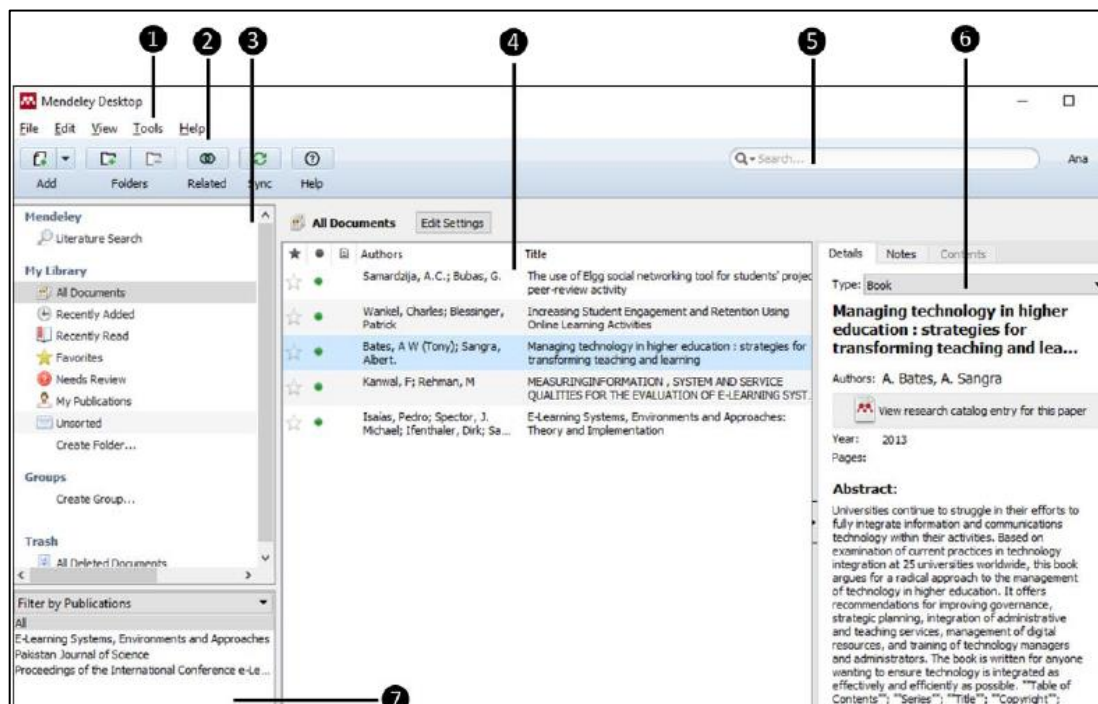 1 2 3 4 5 6
Mendeley Desktop
File Edit View Tools Help
Search... Ana
Add Folders Related Sync Help
Mendeley
Literature Search
My Library
All Documents
Recently Added
Recently Read
Favorites
Needs Review
My Publications
Unsorted
Create Folder...
Groups
Create Group...
Trash
All Deleted Documents
Filter by Publications
All
E-Learning Systems, Environments and Approaches
Pakistan Journal of Science
Proceedings of the International Conference e-Le...
7
All Documents Edit Settings
Authors Title
Samardzija, A.C.; Bubas, G. The use of Elgg social networking tool for students' projec
peer-review activity
Wankel, Charles; Blessinger, Increasing Student Engagement and Retention Using
Patrick Online Learning Activities
Bates, A W (Tony); Sangra, Managing technology in higher education : strategies for
Albert. transforming teaching and learning
Kanwal, F; Rehman, M MEASURINGINFORMATION , SYSTEM AND SERVICE
QUALITIES FOR THE EVALUATION OF E-LEARNING SYST...
Isaías, Pedro; Spector, J. E-Learning Systems, Environments and Approaches:
Michael; Ifenthaler, Dirk; Sa... Theory and Implementation
Details Notes Contents
Type: Book
Managing technology in higher
education : strategies for
transforming teaching and lea...
Authors: A. Bates, A. Sangra
View research catalog entry for this paper
Year: 2013
Pages:
Abstract:
Universities continue to struggle in their efforts to
fully integrate information and communications
technology within their activities. Based on
examination of current practices in technology
integration at 25 universities worldwide, this book
argues for a radical approach to the management
of technology in higher education. It offers
recommendations for improving governance,
strategic planning, integration of administrative
and teaching services, management of digital
resources, and training of technology managers
and administrators. The book is written for anyone
wanting to ensure technology is integrated as
effectively and efficiently as possible. ""Table of
Contents""; ""Series""; ""Title""; ""Copyright"";